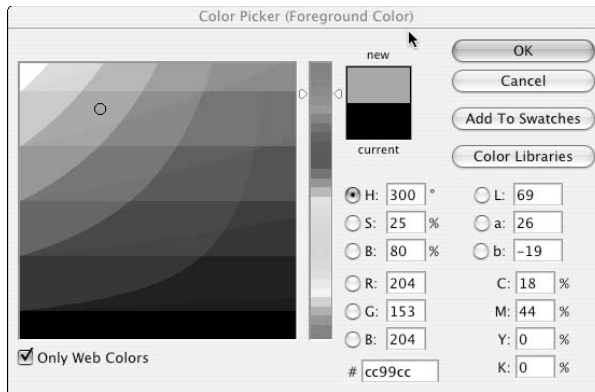 Color Picker (Foreground Color)
new
current
OK
Cancel
Add To Swatches
Color Libraries
H: 300 °
S: 25 %
B: 80 %
R: 204
G: 153
B: 204
# cc99cc
L: 69
a: 26
b: -19
C: 18 %
M: 44 %
Y: 0 %
K: 0 %
Only Web Colors